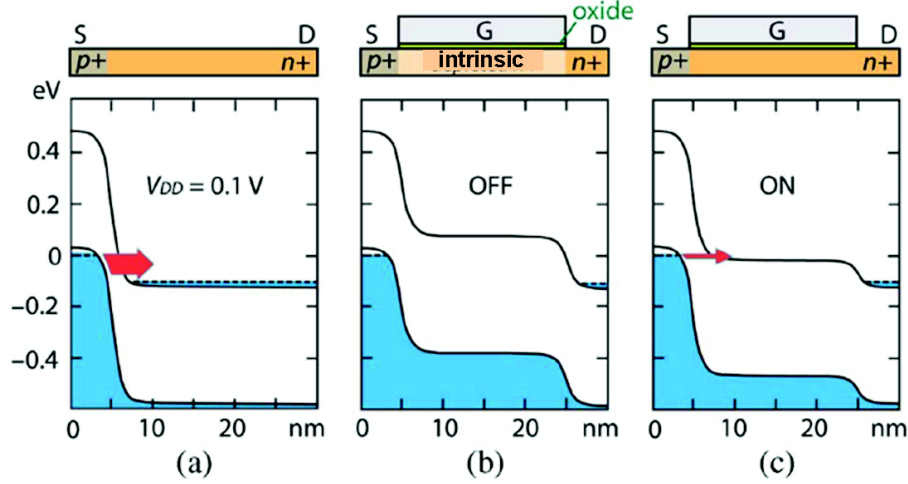 oxide
S D S G D S G D
p+ n+ p+ intrinsic p+ n+
eV
0.4
0.2
0
−0.2
−0.4
VDD = 0.1 V
OFF
ON
0 10 20 nm 0 10 20 nm 0 10 20 nm
(a) (b) (c)